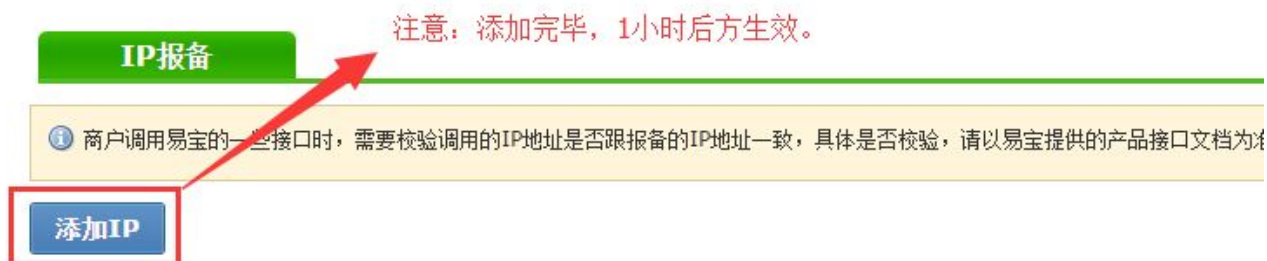 注意：添加完毕，1小时后方生效。
IP报备
商户调用易宝的一些接口时，需要校验调用的IP地址是否跟报备的IP地址一致，具体是否校验，请以易宝提供的产品接口文档为准
添加IP